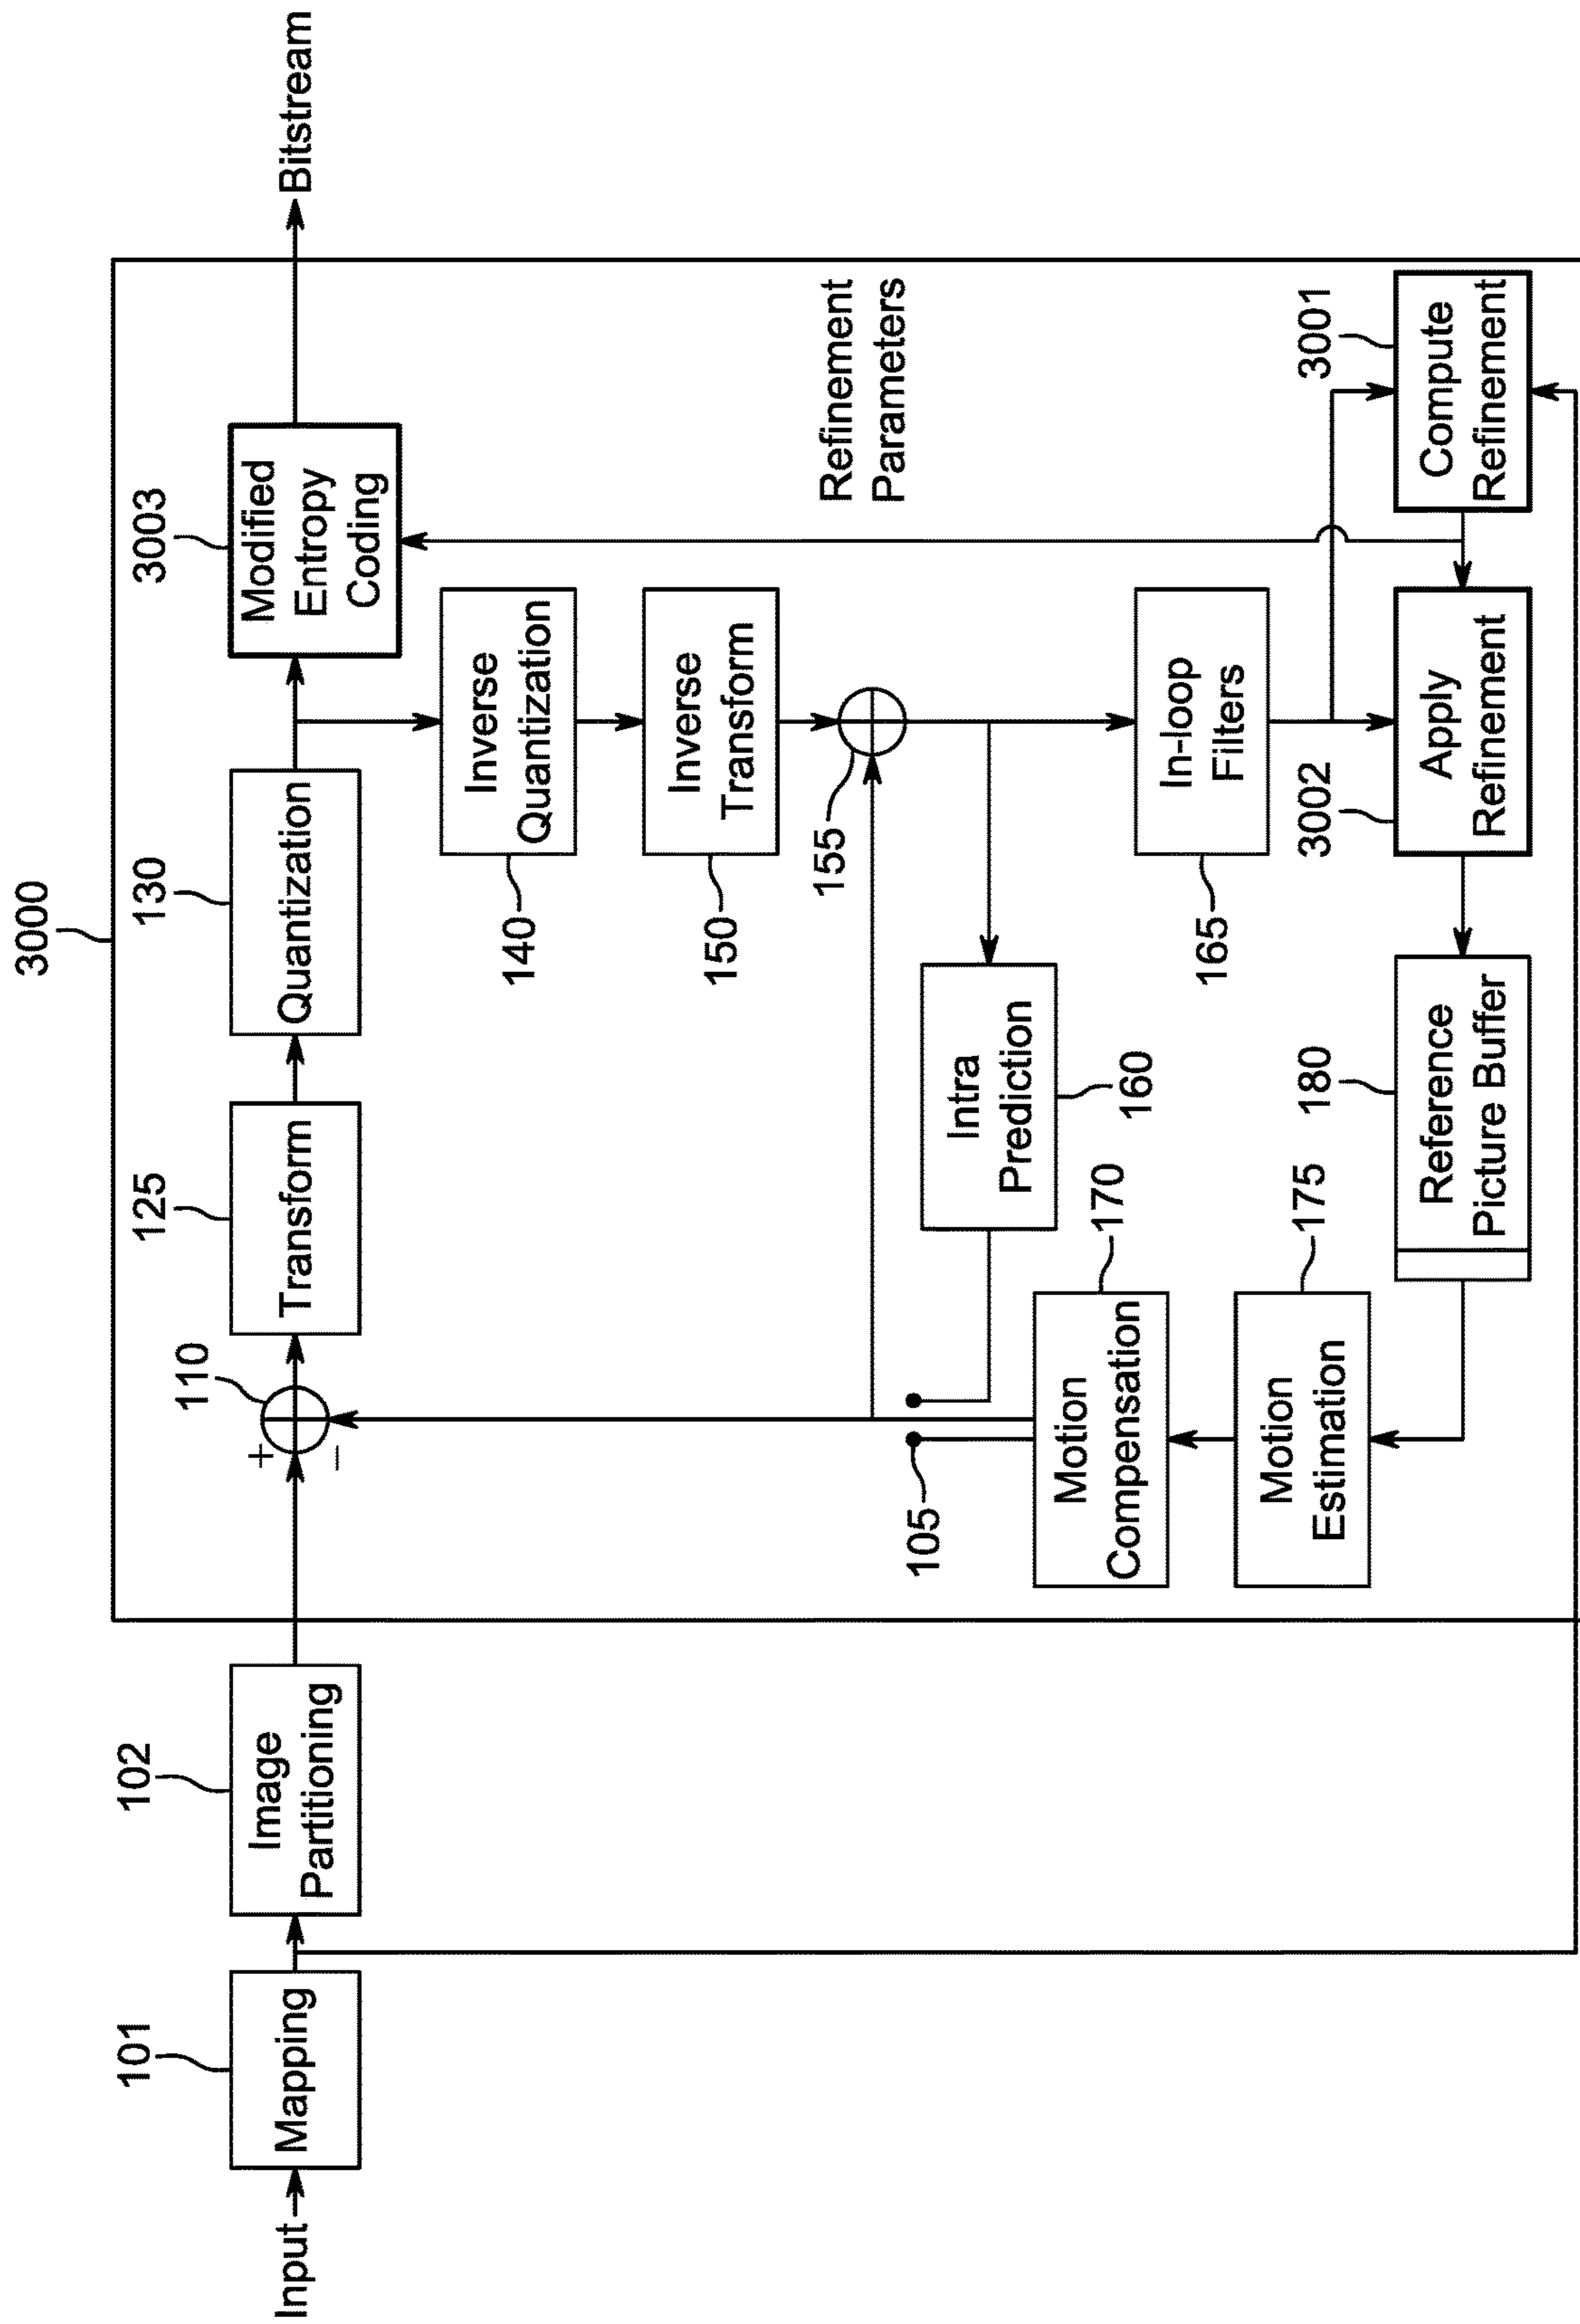 3000
Input
101
Mapping
102
Image
Partitioning
110
+
−
125
Transform
130
Quantization
3003
Modified
Entropy
Coding
Bitstream
Inverse
Quantization
140
Inverse
Transform
150
155
Refinement
Parameters
Intra
Prediction
160
105
Motion
Compensation
170
In-loop
Filters
165
Motion
Estimation
175
3001
Compute
Refinement
3002
Apply
Refinement
180
Reference
Picture Buffer